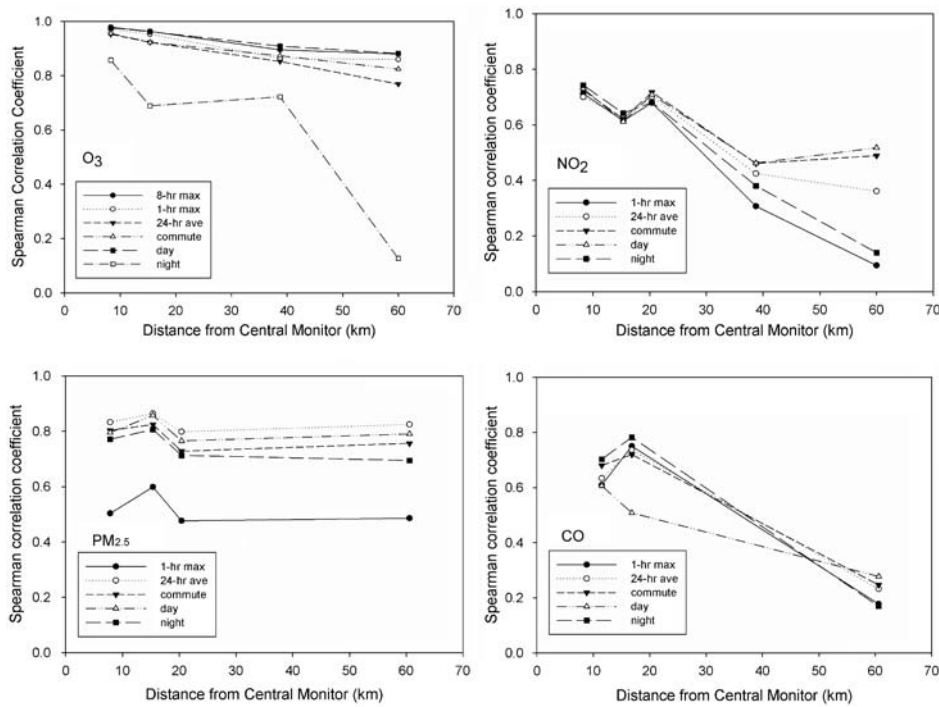 1.0
0.8
0.6
0.4
0.2
0.0
Spearman Correlation Coefficient
O3
8-hr max
1-hr max
24-hr ave
commute
day
night
0 10 20 30 40 50 60 70
Distance from Central Monitor (km)
1.0
0.8
0.6
0.4
0.2
0.0
Spearman correlation coefficient
NO2
1-hr max
24-hr ave
commute
day
night
0 10 20 30 40 50 60 70
Distance from Central Monitor (km)
1.0
0.8
0.6
0.4
0.2
0.0
Spearman correlation coefficient
PM2.5
1-hr max
24-hr ave
commute
day
night
0 10 20 30 40 50 60 70
Distance from Central Monitor (km)
1.0
0.8
0.6
0.4
0.2
0.0
Spearman correlation coefficient
CO
1-hr max
24-hr ave
commute
day
night
0 10 20 30 40 50 60 70
Distance from Central Monitor (km)